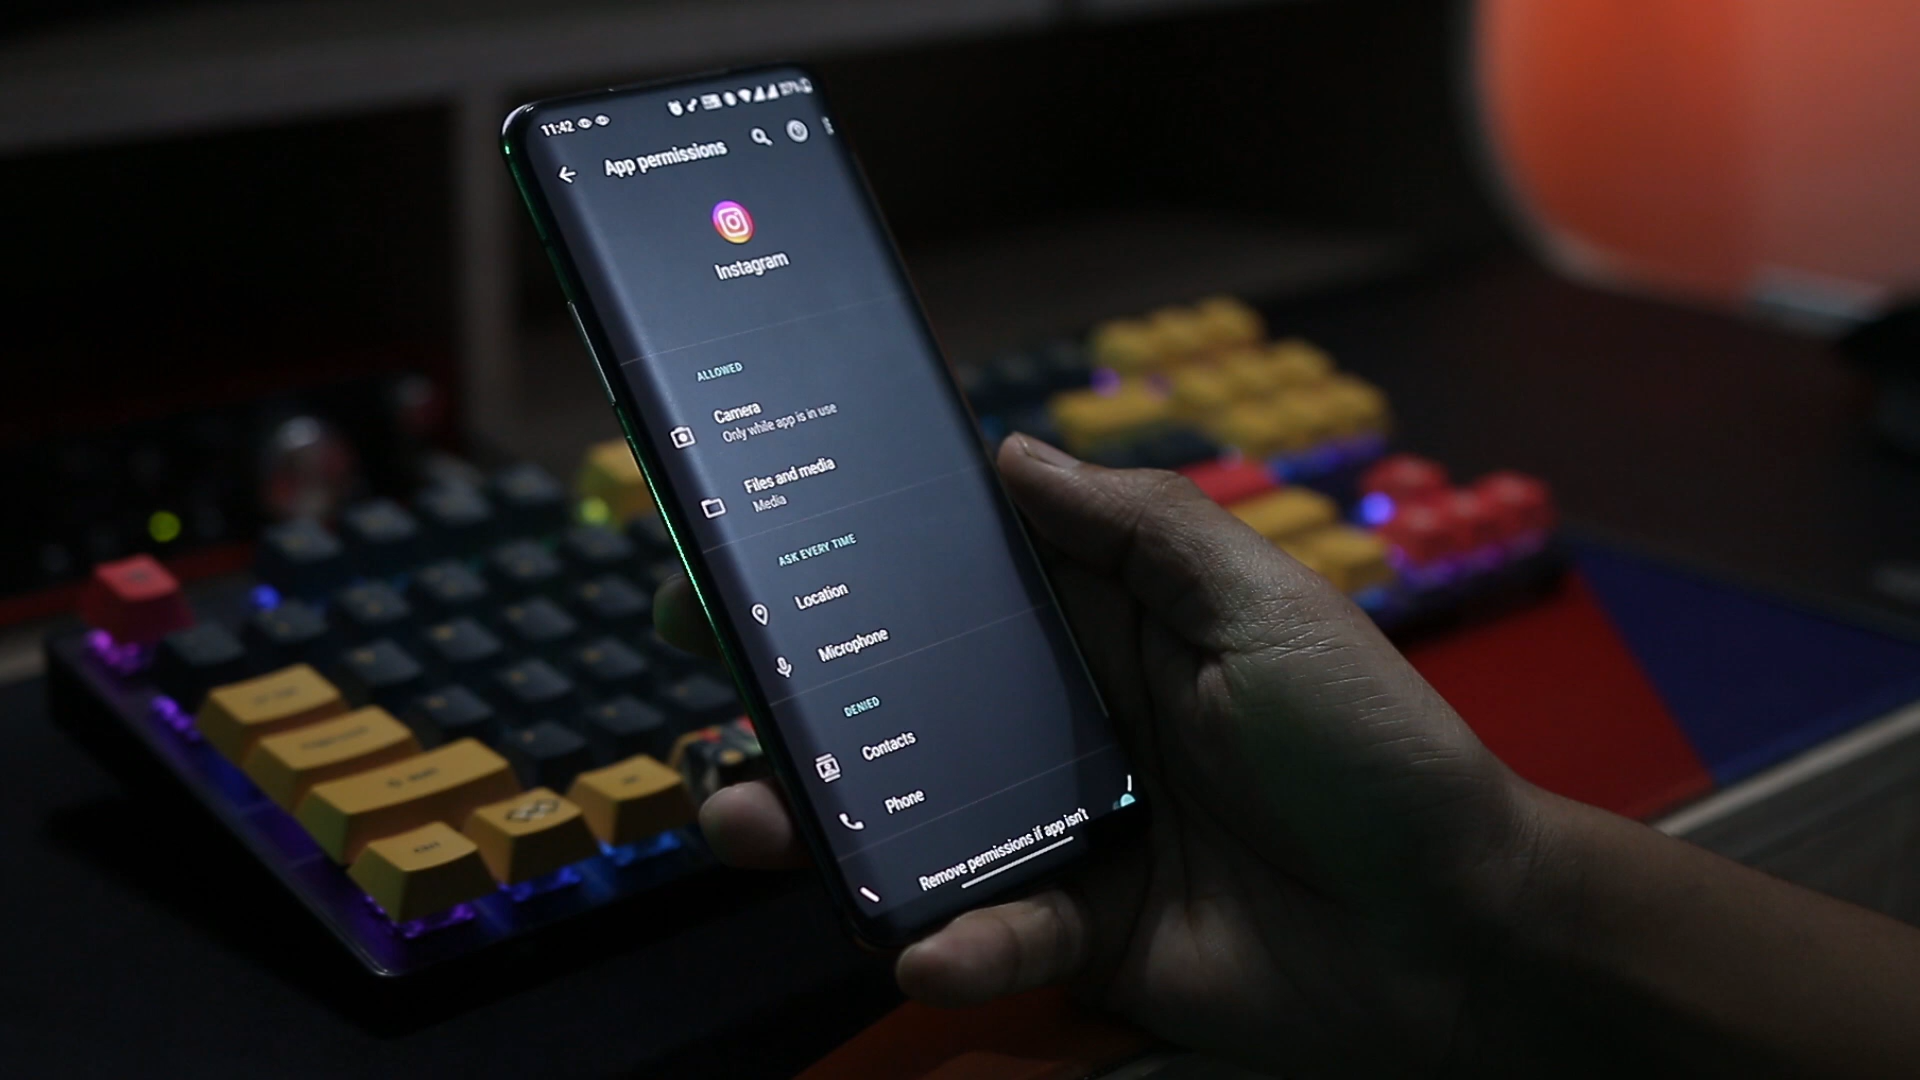 11:42
App permissions
Instagram
ALLOWED
Camera
Only while app is in use
Files and media
Media
ASK EVERY TIME
Location
Microphone
DENIED
Contacts
Phone
Remove permissions if app isn't